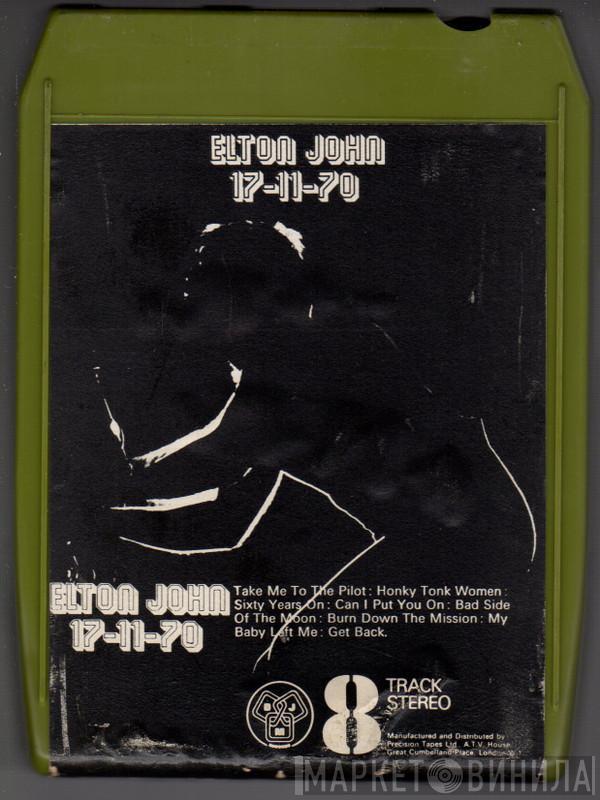 ELTON JOHN
17-11-70
ELTON JOHN
17-11-70
Take Me To The Pilot : Honky Tonk Women :
Sixty Years On : Can I Put You On : Bad Side
Of The Moon : Burn Down The Mission : My
Baby Left Me : Get Back.
DJM
8
TRACK
STEREO
Manufactured and Distributed by
Precision Tapes Ltd. A.T.V. House
Great Cumberland Place, London W.1
МАРКЕТ ВИНИЛА